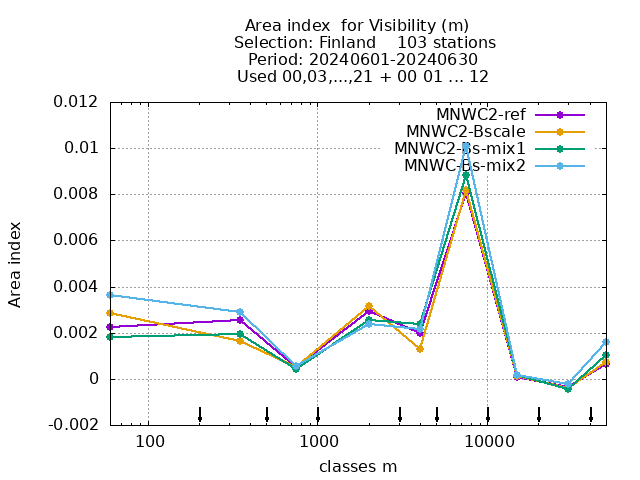 Area index  for Visibility (m)
Selection: Finland    103 stations
Period: 20240601-20240630
Used 00,03,...,21 + 00 01 ... 12
0.012
0.01
0.008
0.006
0.004
0.002
0
-0.002
Area index
MNWC2-ref
MNWC2-Bscale
MNWC2-Bs-mix1
MNWC-Bs-mix2
100
1000
10000
classes m